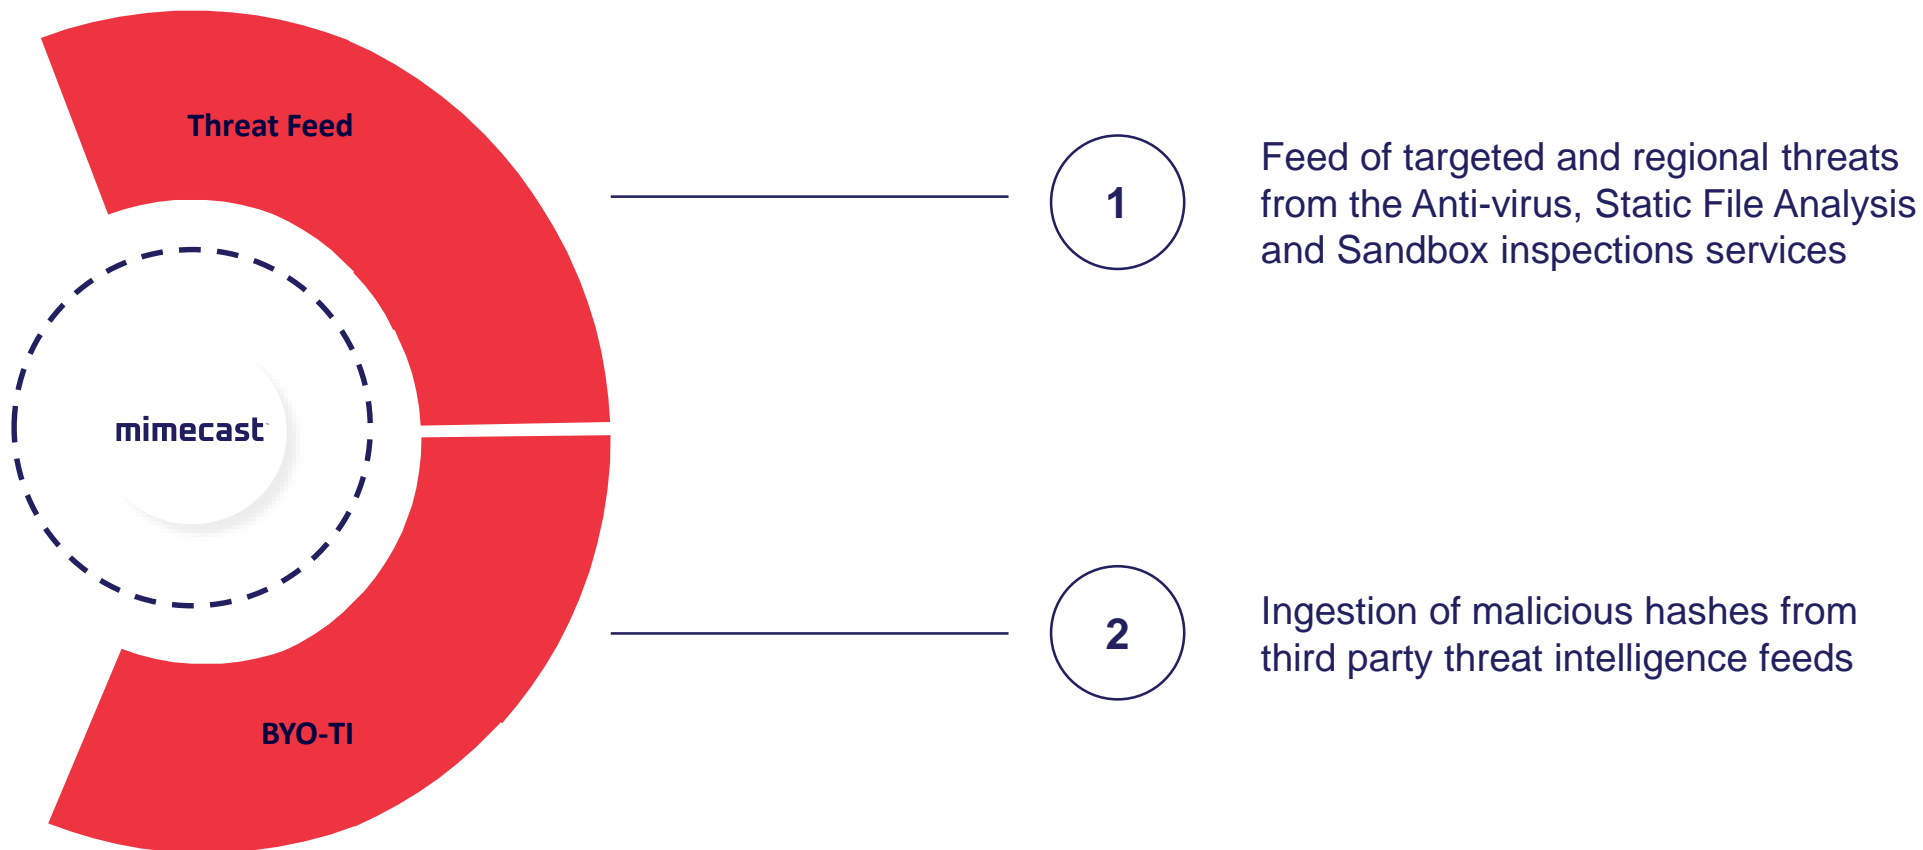 Threat Feed
1
Feed of targeted and regional threats
from the Anti-virus, Static File Analysis
and Sandbox inspections services
mimecast
2
Ingestion of malicious hashes from
third party threat intelligence feeds
BYO-TI